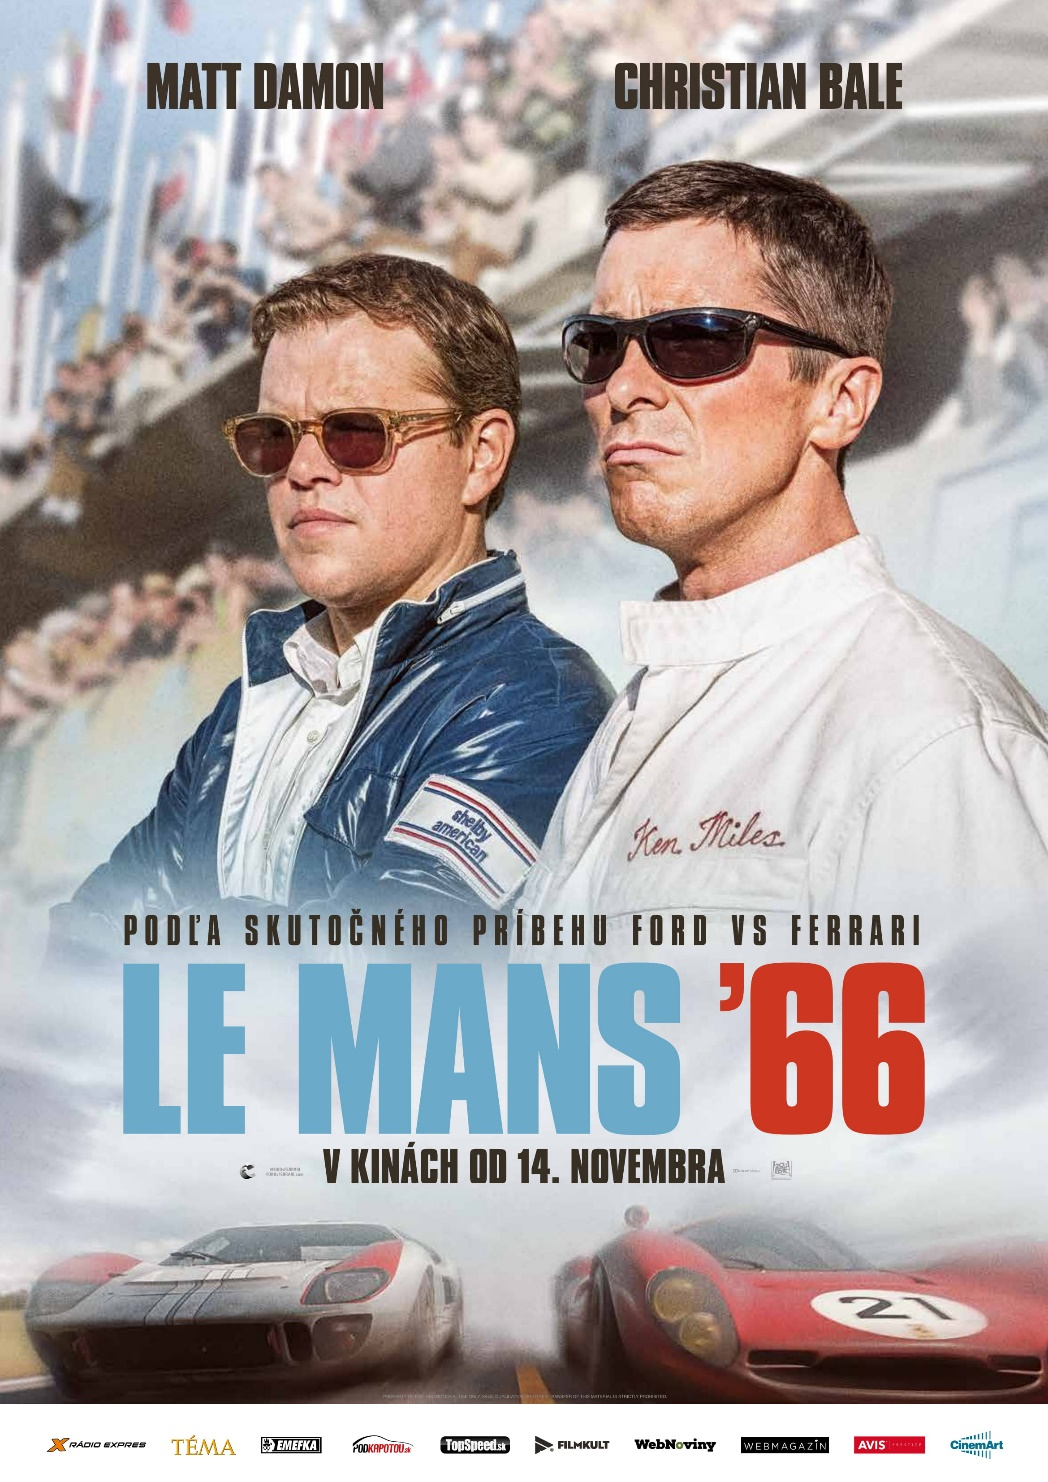 MATT DAMON
CHRISTIAN BALE
shelby
american
Ken Miles
PODĽA SKUTOČNÉHO PRÍBEHU FORD VS FERRARI
LE MANS '66
V KINÁCH OD 14. NOVEMBRA
21
RÁDIO EXPRES TÉMA EMEFKA PODKAPOTOU.sk TopSpeed.sk FILMKULT WebNoviny WEBMAGAZÍN AVIS CinemArt